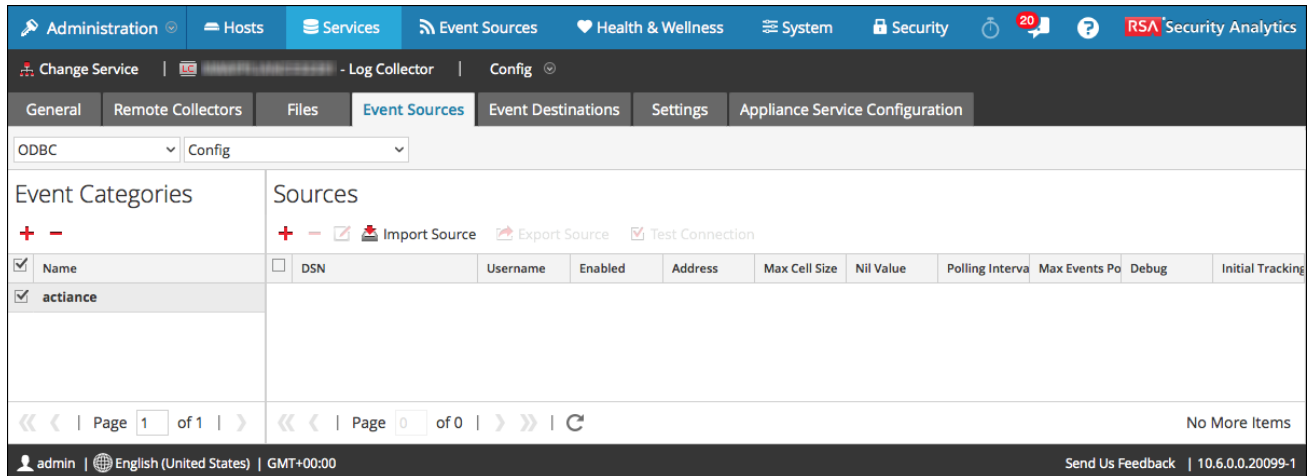 Administration Hosts Services Event Sources Health & Wellness System Security 20 ? RSA Security Analytics
Change Service | LC - Log Collector | Config
General Remote Collectors Files Event Sources Event Destinations Settings Appliance Service Configuration
ODBC Config
Event Categories Sources
+ - + - Import Source Export Source Test Connection
Name DSN Username Enabled Address Max Cell Size Nil Value Polling Interva Max Events Po Debug Initial Tracking
actiance
Page 1 of 1 | Page 0 of 0 | No More Items
admin | English (United States) | GMT+00:00 Send Us Feedback | 10.6.0.0.20099-1